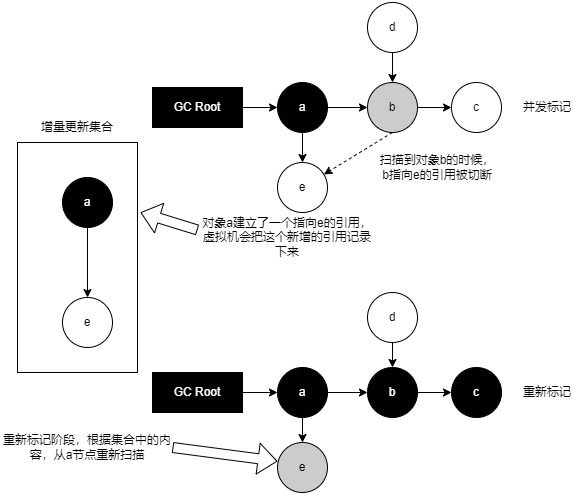 d
GC Root
a
b
c
并发标记
增量更新集合
扫描到对象b的时候，
b指向e的引用被切断
e
a
对象a建立了一个指向e的引用，
虚拟机会把这个新增的引用记录
下来
e
d
GC Root
a
b
c
重新标记
重新标记阶段，根据集合中的内
容，从a节点重新扫描
e